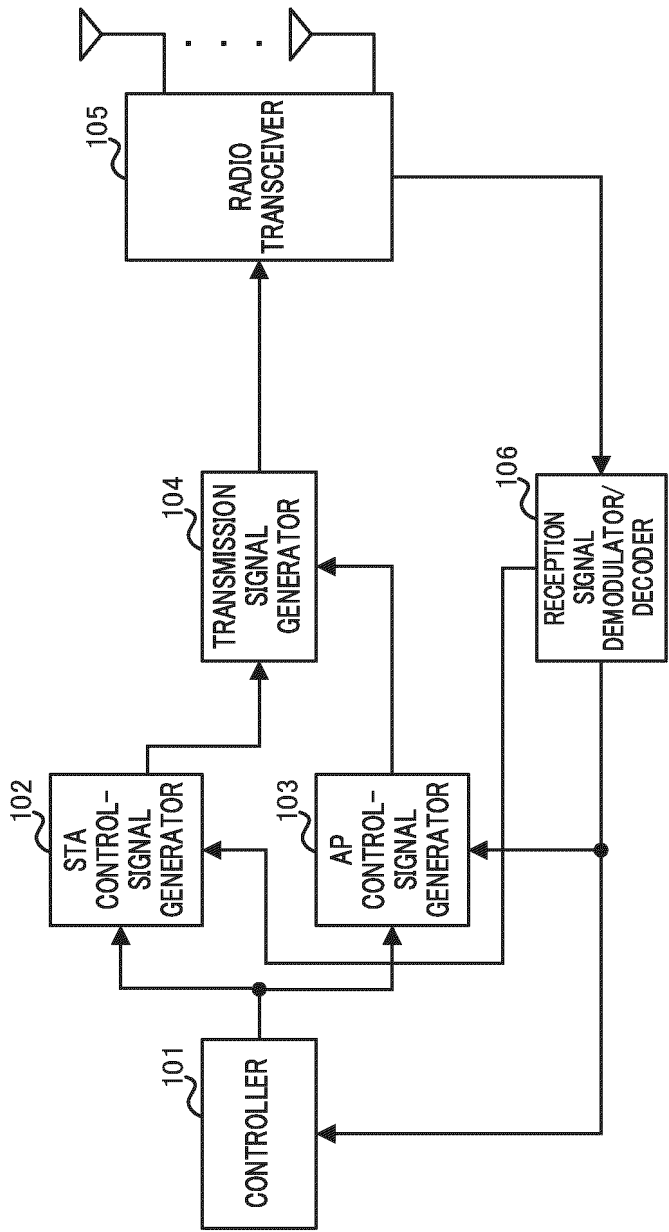 101
CONTROLLER
102
STA
CONTROL-
SIGNAL
GENERATOR
103
AP
CONTROL-
SIGNAL
GENERATOR
104
TRANSMISSION
SIGNAL
GENERATOR
105
RADIO
TRANSCEIVER
106
RECEPTION
SIGNAL
DEMODULATOR/
DECODER